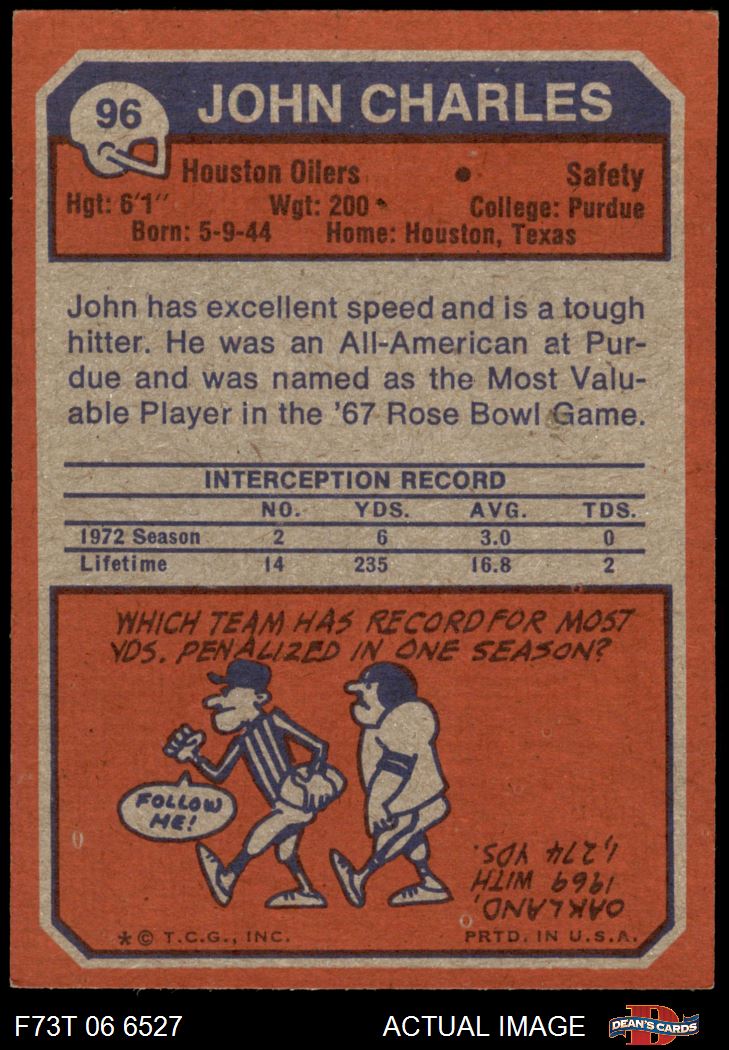 96
JOHN CHARLES
Houston Oilers • Safety
Hgt: 6'1" Wgt: 200 College: Purdue
Born: 5-9-44 Home: Houston, Texas
John has excellent speed and is a tough
hitter. He was an All-American at Pur-
due and was named as the Most Valu-
able Player in the '67 Rose Bowl Game.
INTERCEPTION RECORD
NO. YDS. AVG. TDS.
1972 Season 2 6 3.0 0
Lifetime 14 235 16.8 2
WHICH TEAM HAS RECORD FOR MOST
YDS. PENALIZED IN ONE SEASON?
FOLLOW
ME!
OAKLAND,
1969 WITH
1,274 YDS.
*© T.C.G., INC. PRTD. IN U.S.A.
F73T 06 6527 ACTUAL IMAGE D DEAN'S CARDS